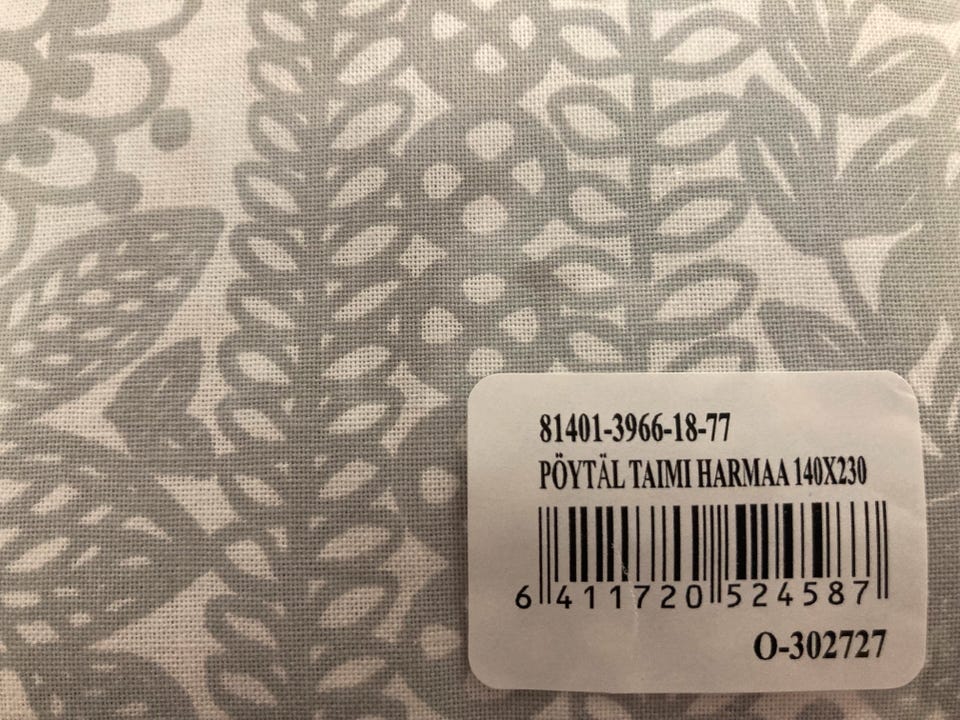 81401-3966-18-77
PÖYTÄL TAIMI HARMAA 140X230
6 411720 524587
O-302727